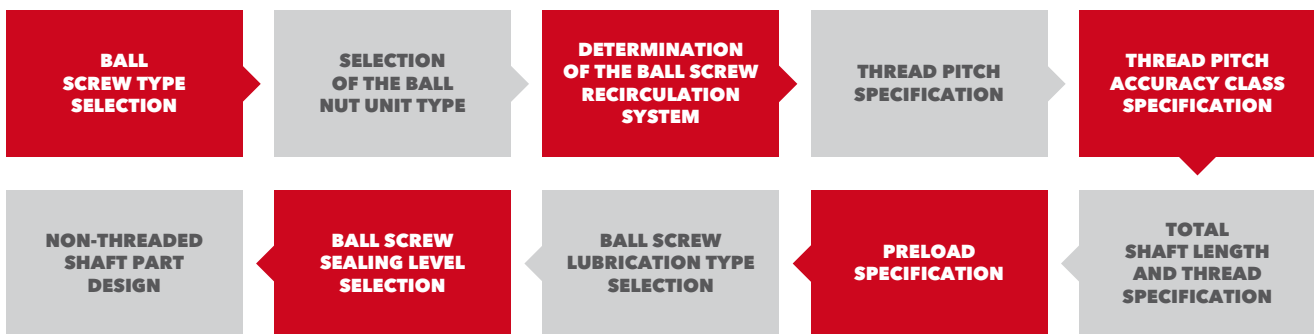 BALL
SCREW TYPE
SELECTION
SELECTION
OF THE BALL
NUT UNIT TYPE
DETERMINATION
OF THE BALL SCREW
RECIRCULATION
SYSTEM
THREAD PITCH
SPECIFICATION
THREAD PITCH
ACCURACY CLASS
SPECIFICATION
TOTAL
SHAFT LENGTH
AND THREAD
SPECIFICATION
PRELOAD
SPECIFICATION
BALL SCREW
LUBRICATION TYPE
SELECTION
BALL SCREW
SEALING LEVEL
SELECTION
NON-THREADED
SHAFT PART
DESIGN